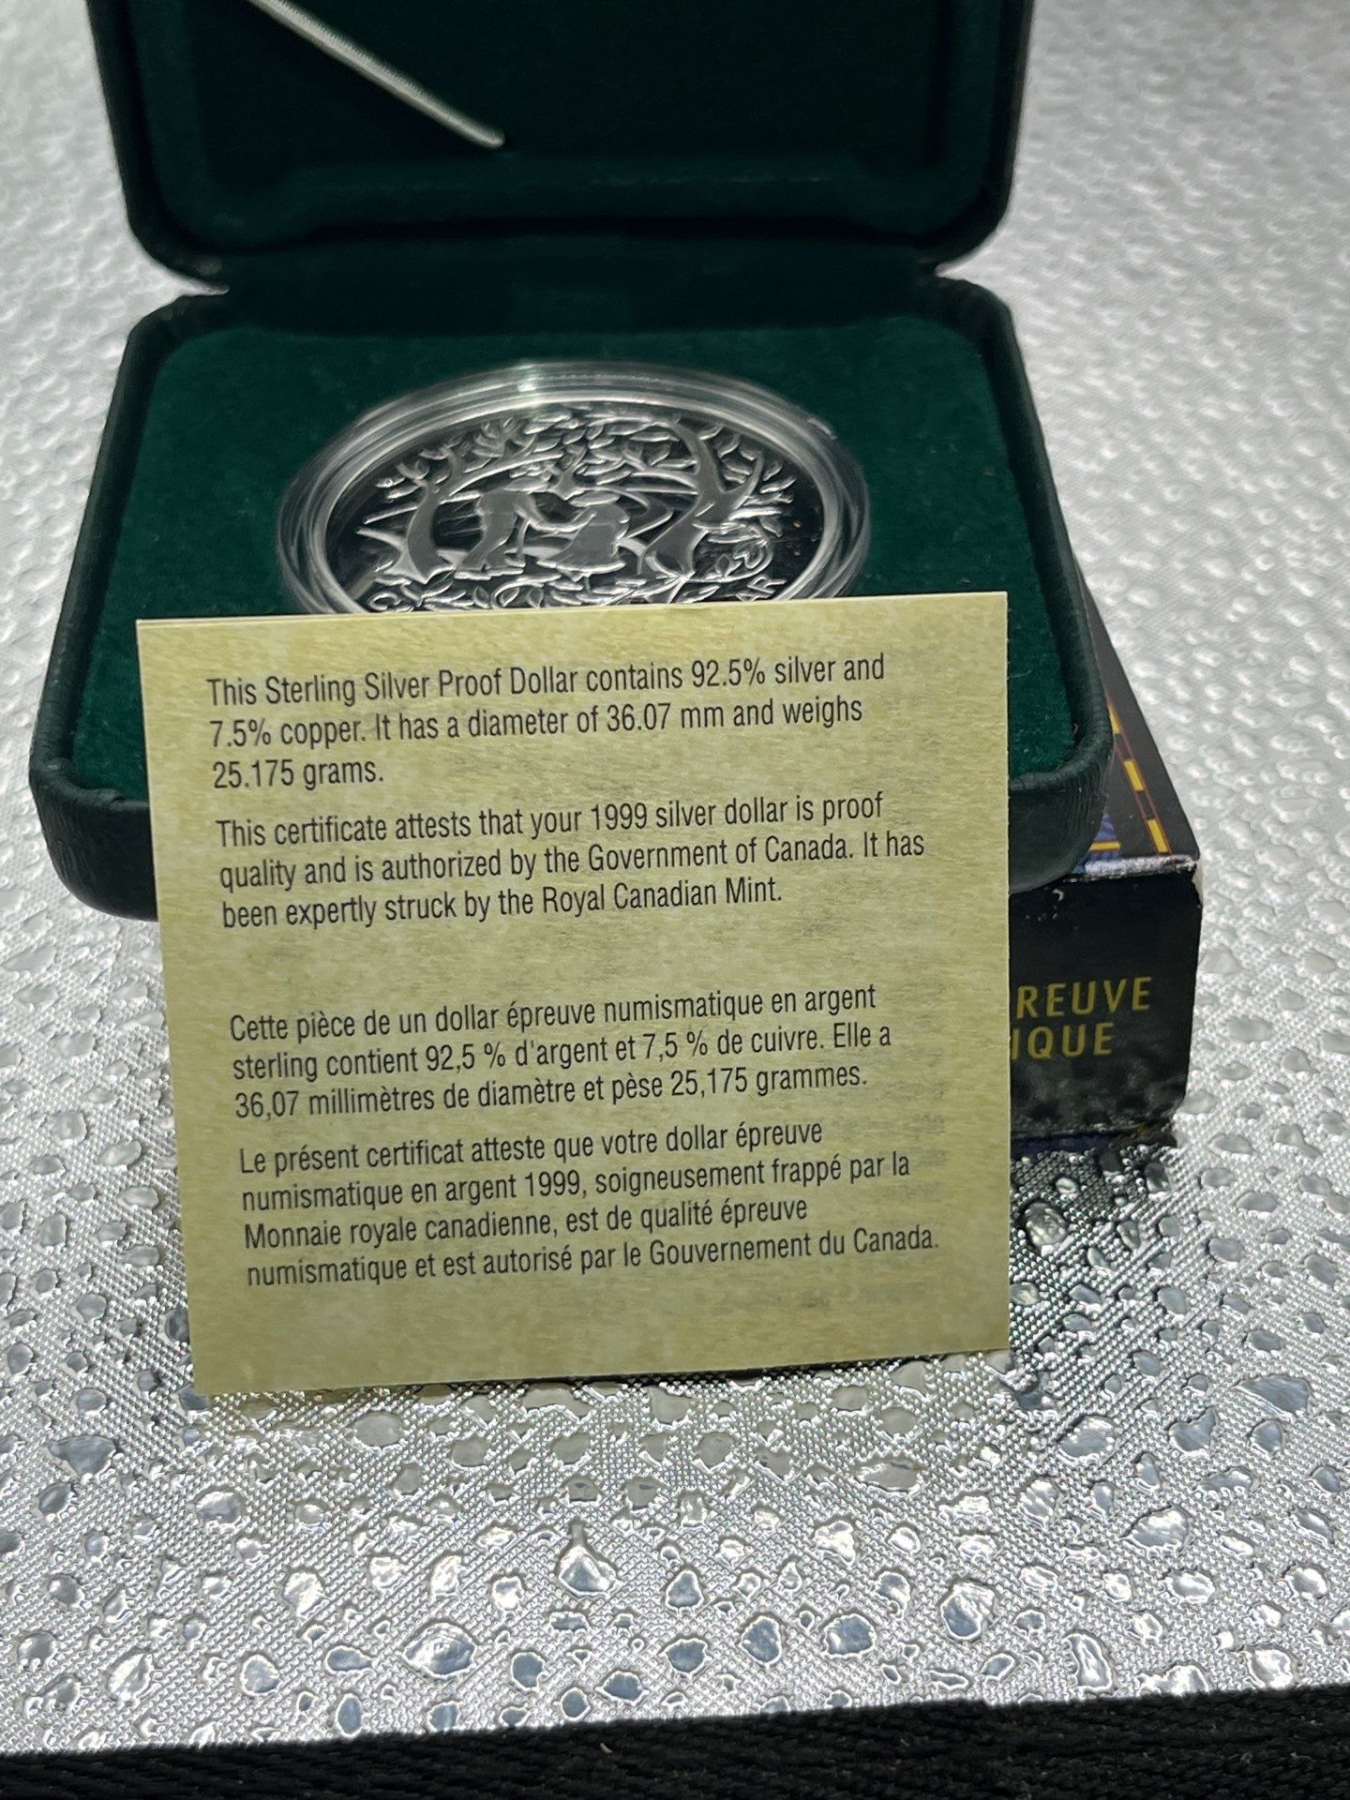 This Sterling Silver Proof Dollar contains 92.5% silver and
7.5% copper. It has a diameter of 36.07 mm and weighs
25.175 grams.
This certificate attests that your 1999 silver dollar is proof
quality and is authorized by the Government of Canada. It has
been expertly struck by the Royal Canadian Mint.
Cette pièce de un dollar épreuve numismatique en argent
sterling contient 92,5 % d'argent et 7,5 % de cuivre. Elle a
36,07 millimètres de diamètre et pèse 25,175 grammes.
Le présent certificat atteste que votre dollar épreuve
numismatique en argent 1999, soigneusement frappé par la
Monnaie royale canadienne, est de qualité épreuve
numismatique et est autorisé par le Gouvernement du Canada.
REUVE
IQUE